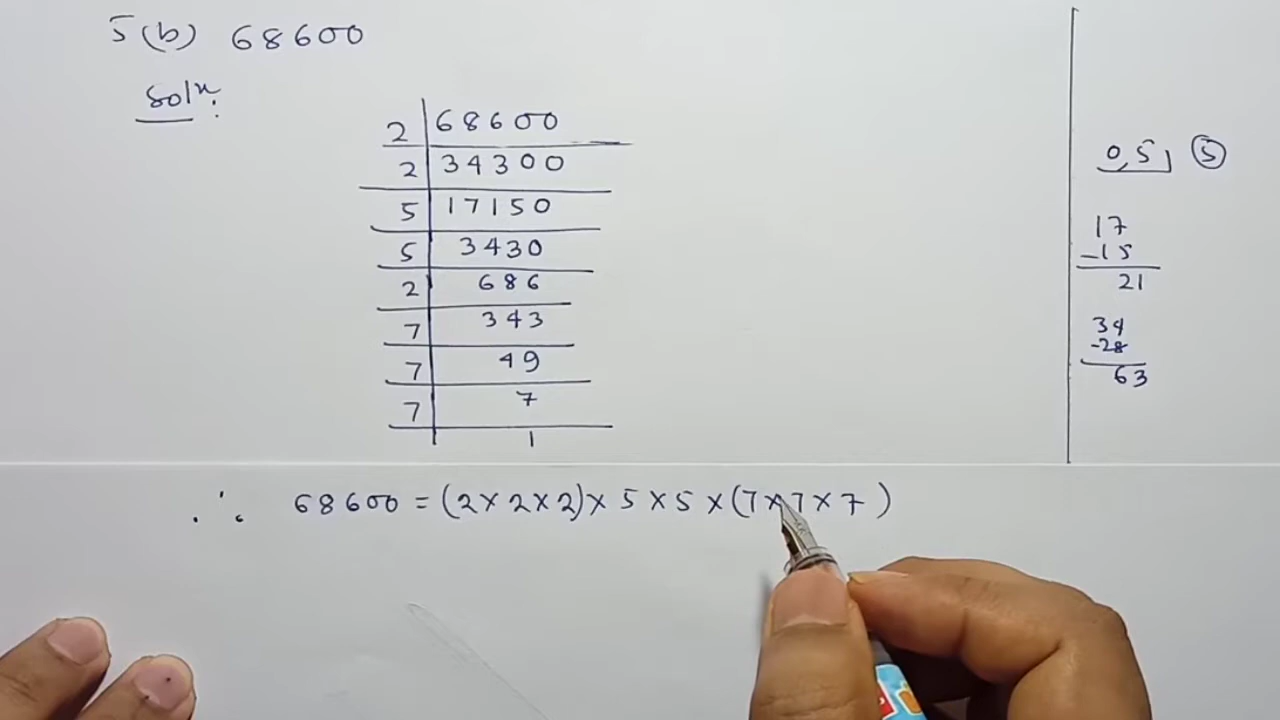 5(b) 68600
Solⁿ:
2 | 68600
2 | 34300
5 | 17150
5 | 3430
2 | 686
7 | 343
7 | 49
7 | 7
1
∴ 68600 = (2×2×2)× 5 × 5 × (7×7×7)
0, 5, ⑤
17
-15
21
34
-28
63